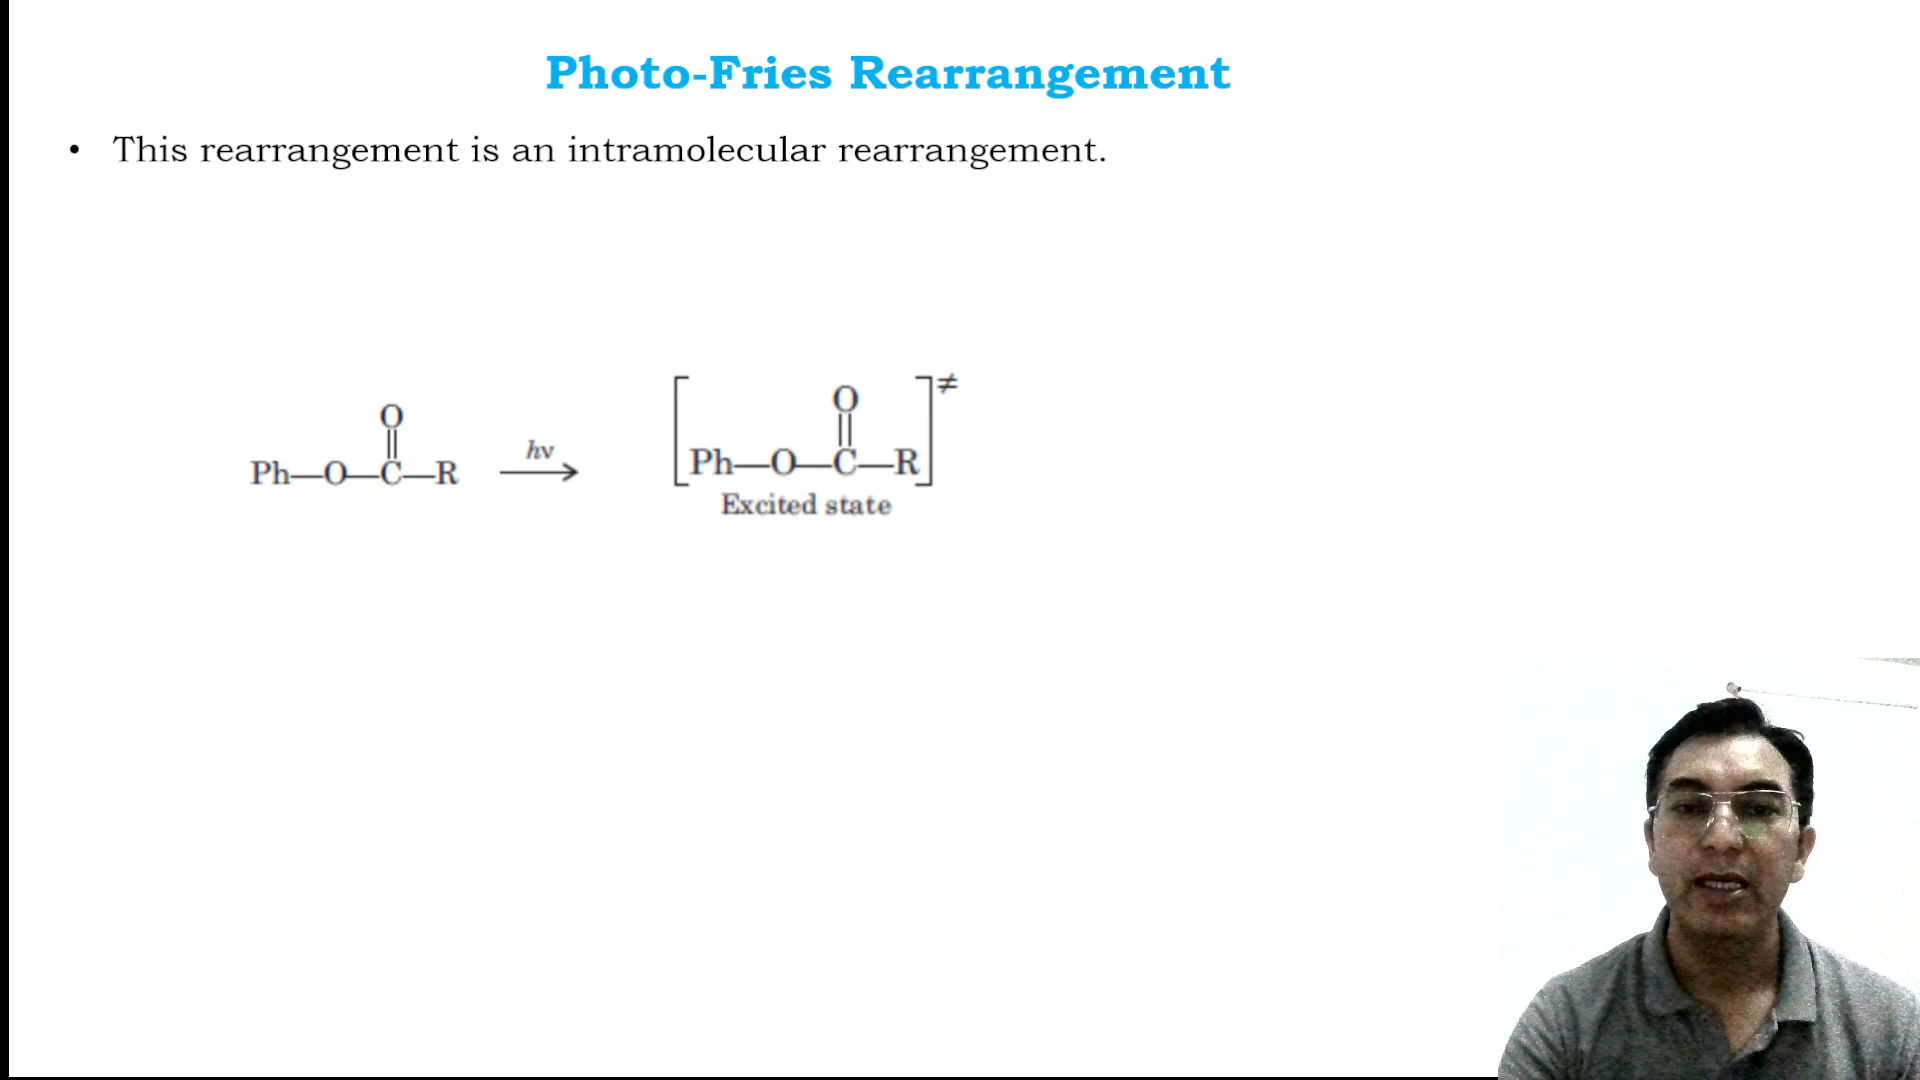 Photo-Fries Rearrangement
• This rearrangement is an intramolecular rearrangement.
O
Ph—O—C—R
hν
O
[Ph—O—C—R]≠
Excited state